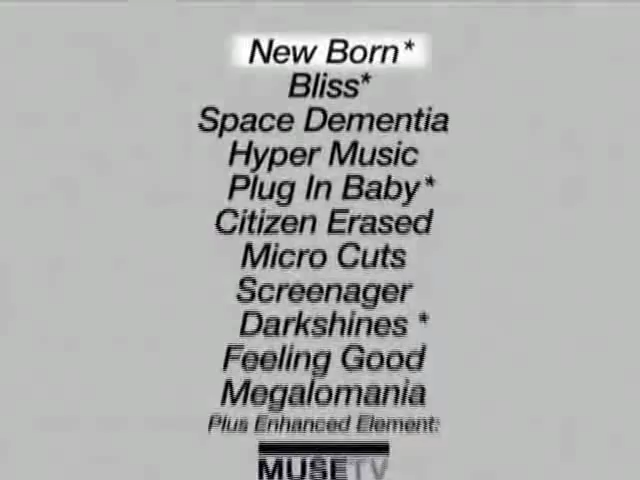 New Born*
Bliss*
Space Dementia
Hyper Music
Plug In Baby*
Citizen Erased
Micro Cuts
Screenager
Darkshines *
Feeling Good
Megalomania
Plus Enhanced Element:
MUSETV